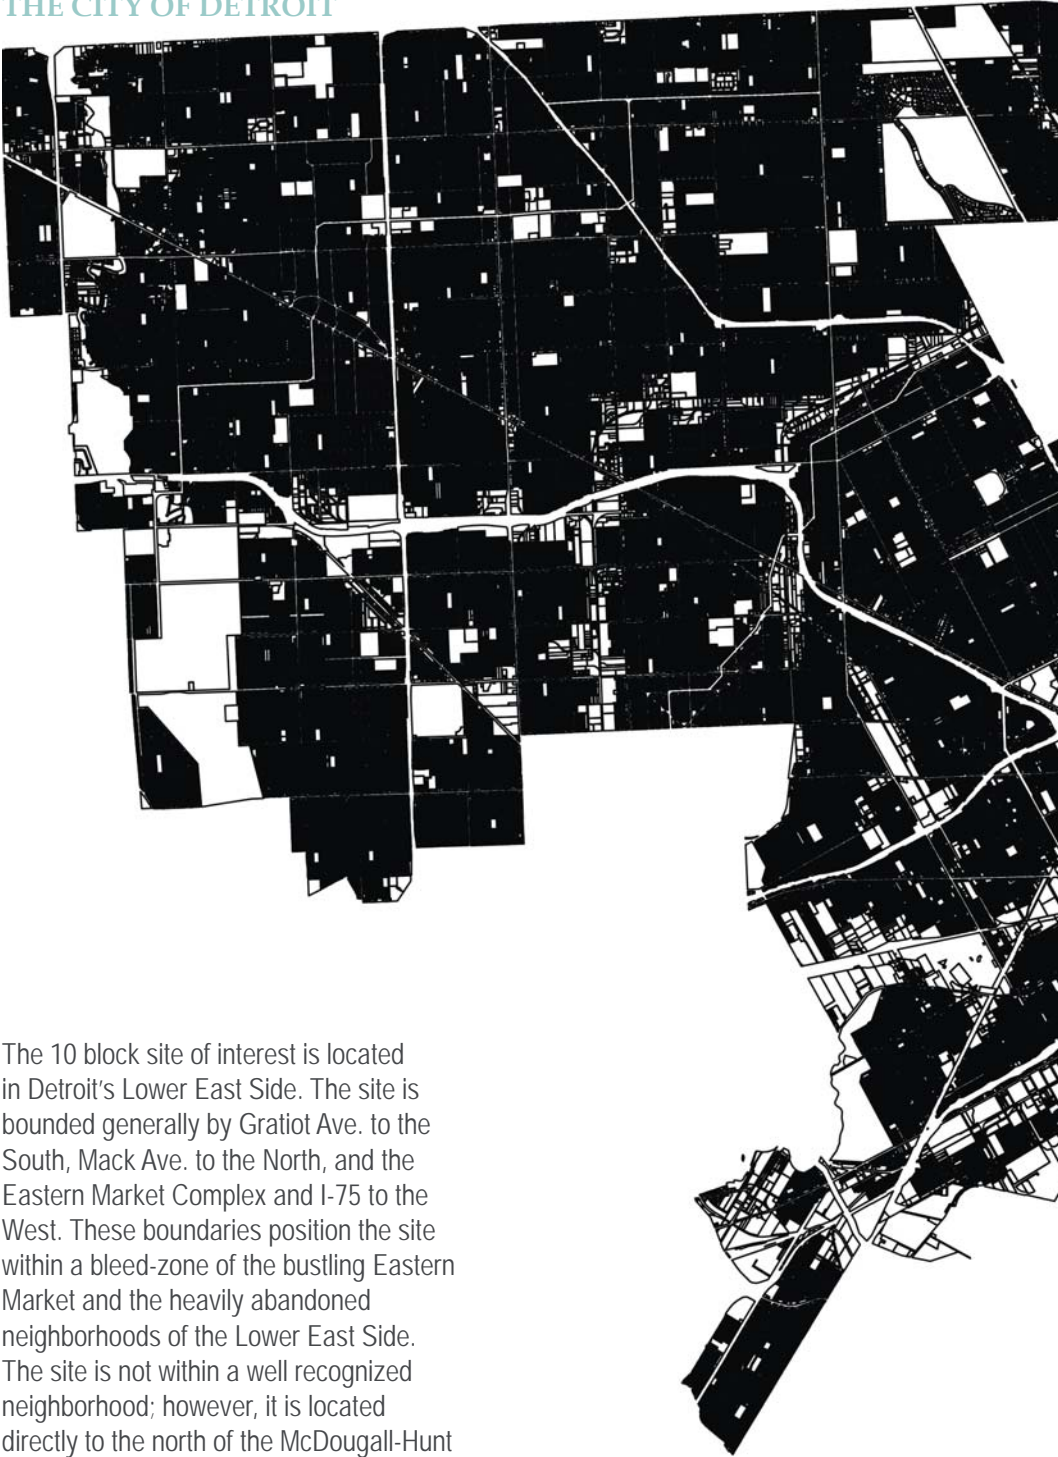 THE CITY OF DETROIT
The 10 block site of interest is located
in Detroit's Lower East Side. The site is
bounded generally by Gratiot Ave. to the
South, Mack Ave. to the North, and the
Eastern Market Complex and I-75 to the
West. These boundaries position the site
within a bleed-zone of the bustling Eastern
Market and the heavily abandoned
neighborhoods of the Lower East Side.
The site is not within a well recognized
neighborhood; however, it is located
directly to the north of the McDougall-Hunt